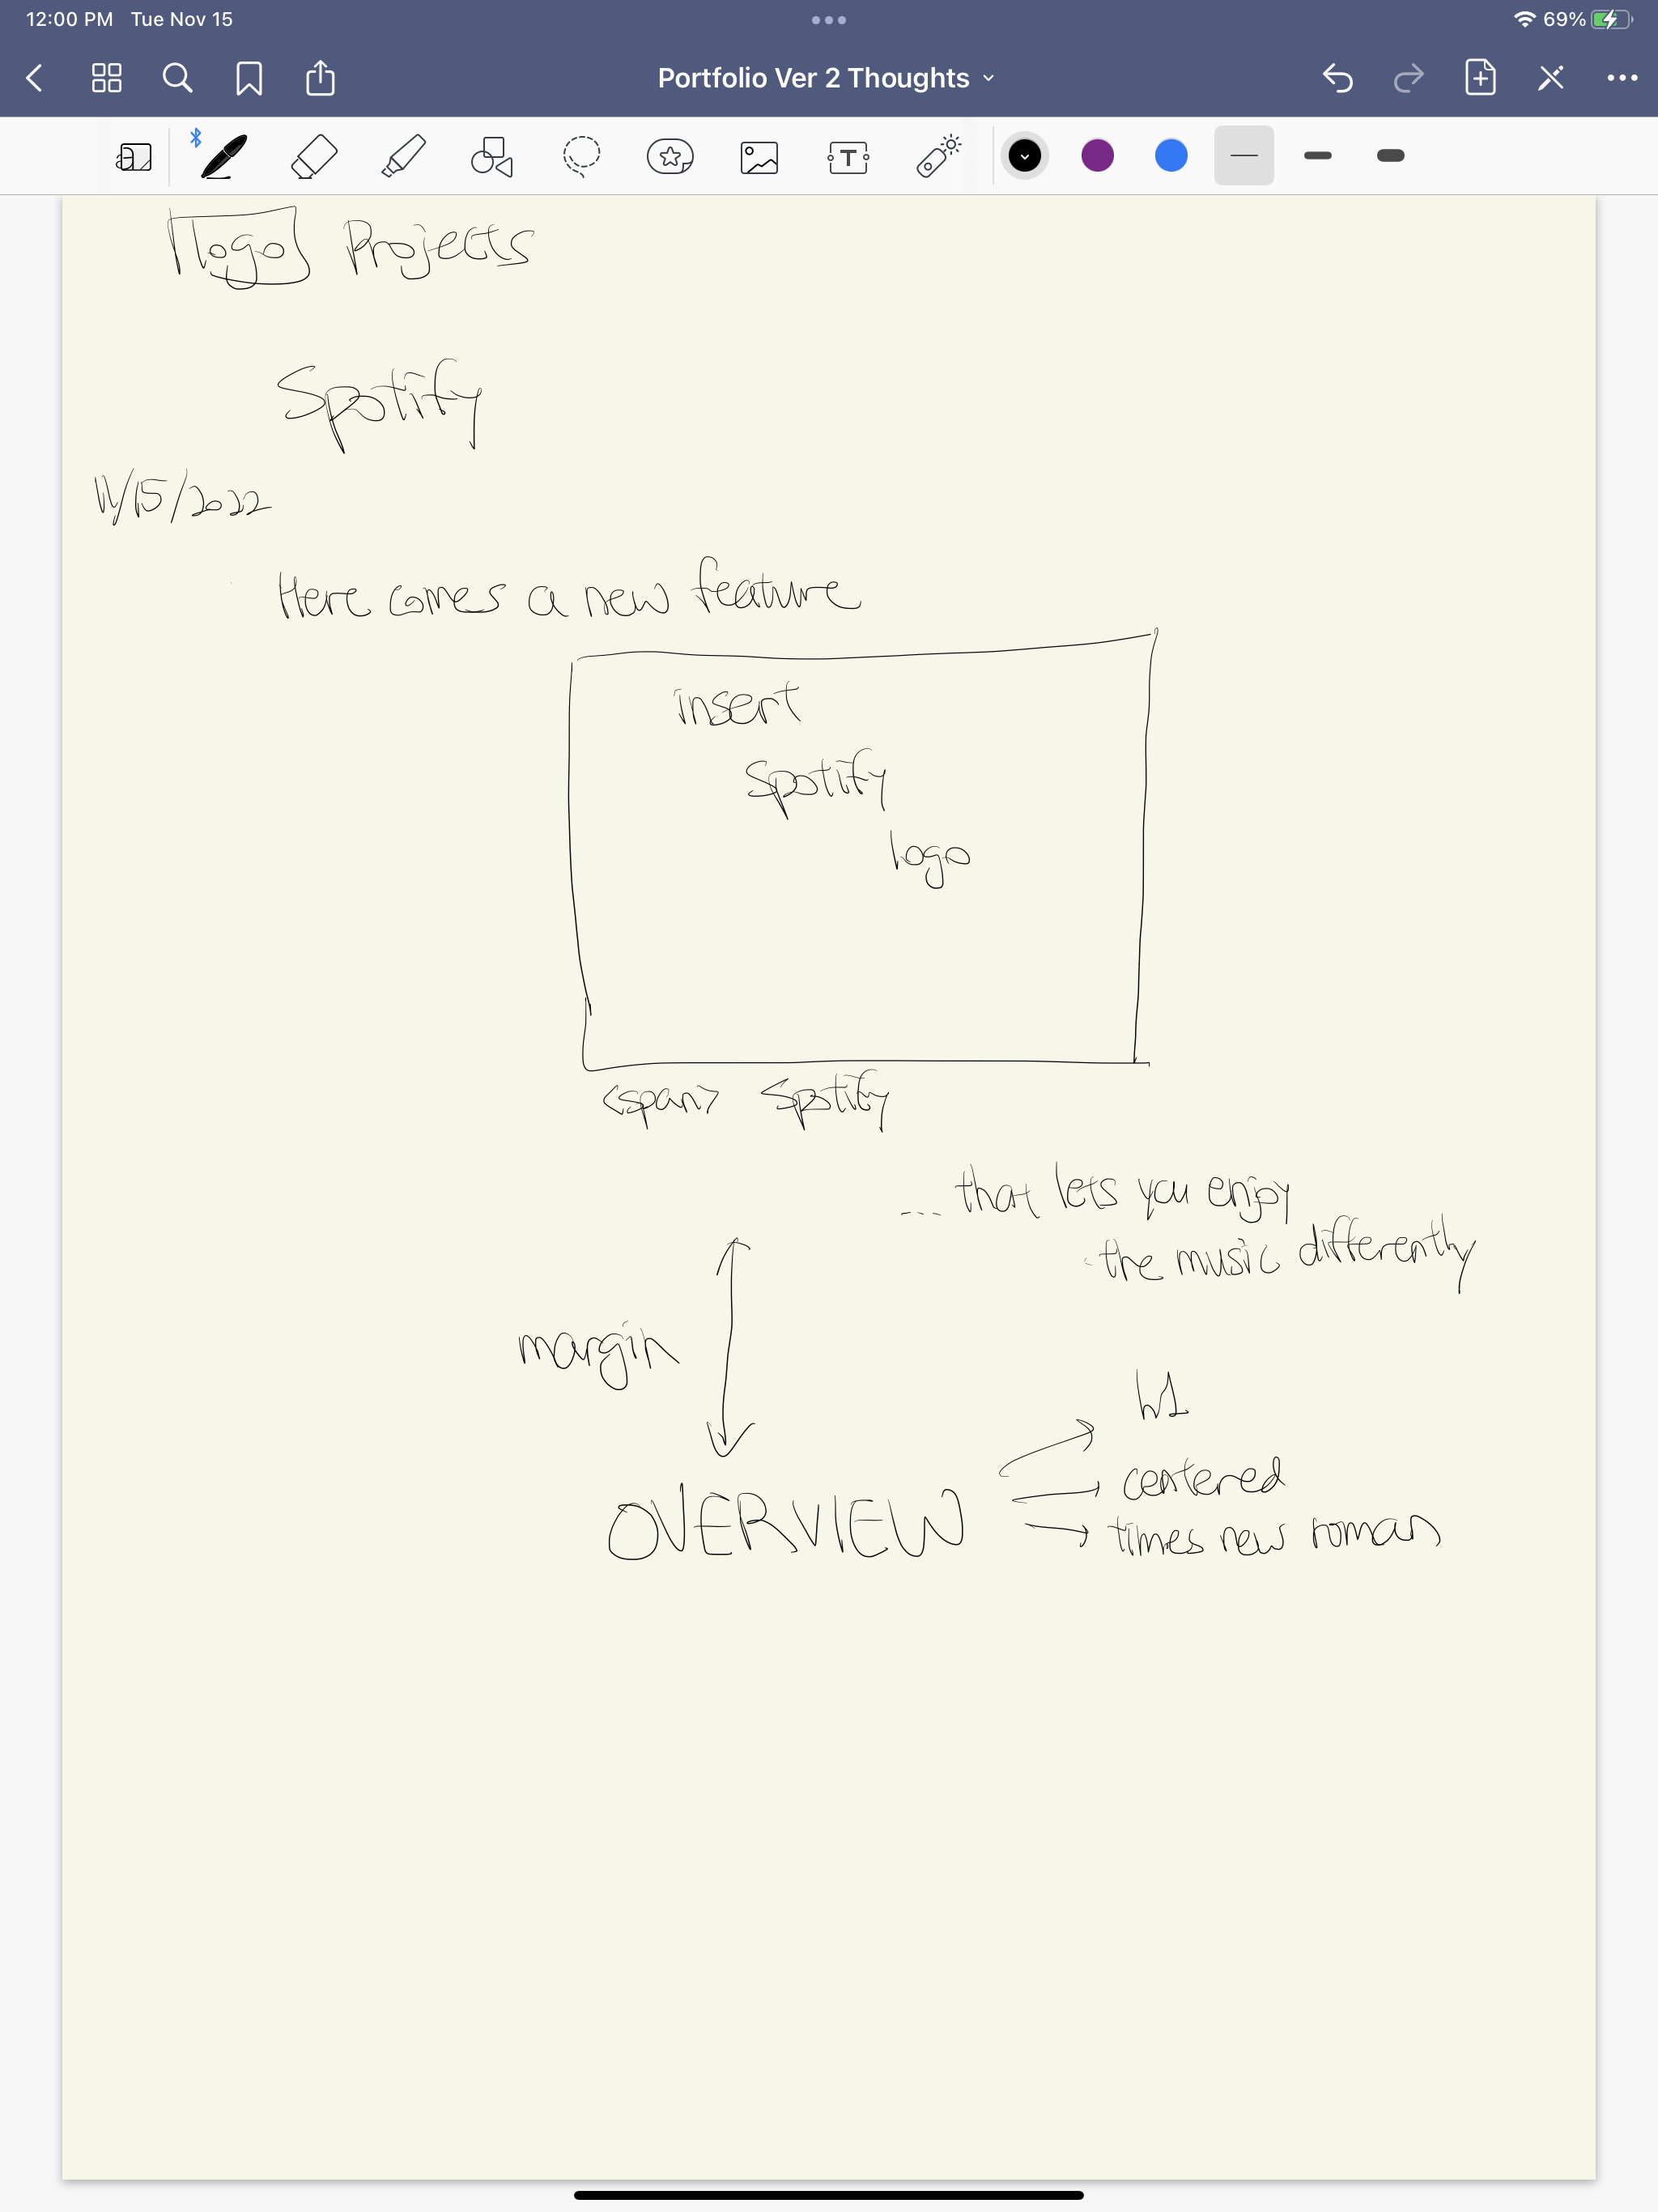 12:00 PM Tue Nov 15
69%
Portfolio Ver 2 Thoughts
logo Projects
Spotify
11/15/2022
Here comes a new feature
insert
Spotify
logo
<span> Spotify
... that lets you enjoy
the music differently
margin
h1
centered
OVERVIEW
times new roman